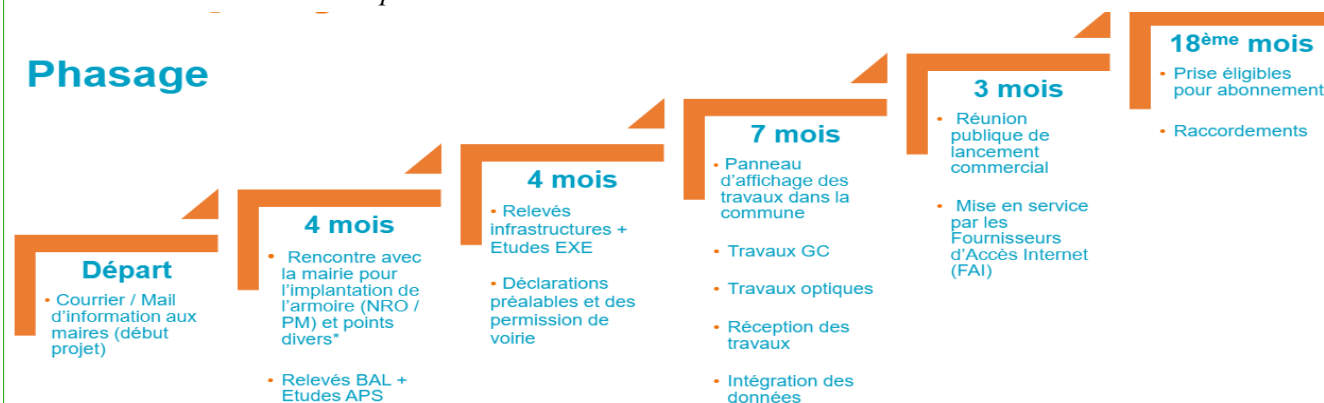 Phasage
Départ
• Courrier / Mail
d'information aux
maires (début
projet)
4 mois
• Rencontre avec
la mairie pour
l'implantation de
l'armoire (NRO /
PM) et points
divers*
• Relevés BAL +
Etudes APS
4 mois
• Relevés
infrastructures +
Etudes EXE
• Déclarations
préalables et des
permission de
voirie
7 mois
• Panneau
d'affichage des
travaux dans la
commune
• Travaux GC
• Travaux optiques
• Réception des
travaux
• Intégration des
données
3 mois
• Réunion
publique de
lancement
commercial
• Mise en service
par les
Fournisseurs
d'Accès Internet
(FAI)
18ème mois
• Prise éligibles
pour abonnement
• Raccordements